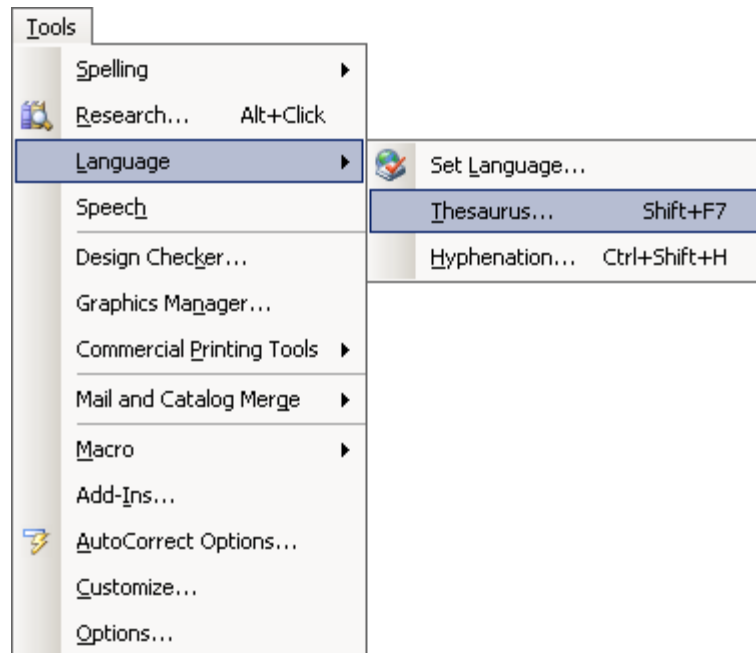 Tools
Spelling
Research... Alt+Click
Language
Set Language...
Speech
Thesaurus... Shift+F7
Hyphenation... Ctrl+Shift+H
Design Checker...
Graphics Manager...
Commercial Printing Tools
Mail and Catalog Merge
Macro
Add-Ins...
AutoCorrect Options...
Customize...
Options...